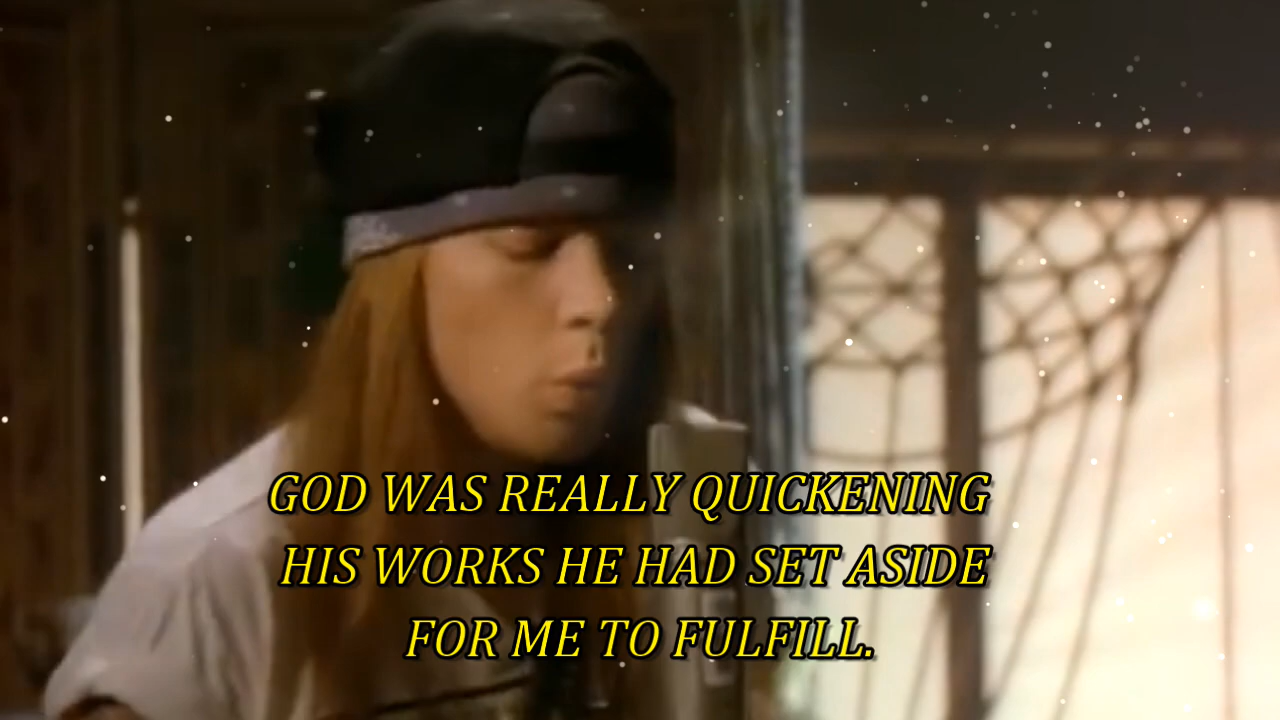 GOD WAS REALLY QUICKENING
HIS WORKS HE HAD SET ASIDE
FOR ME TO FULFILL.